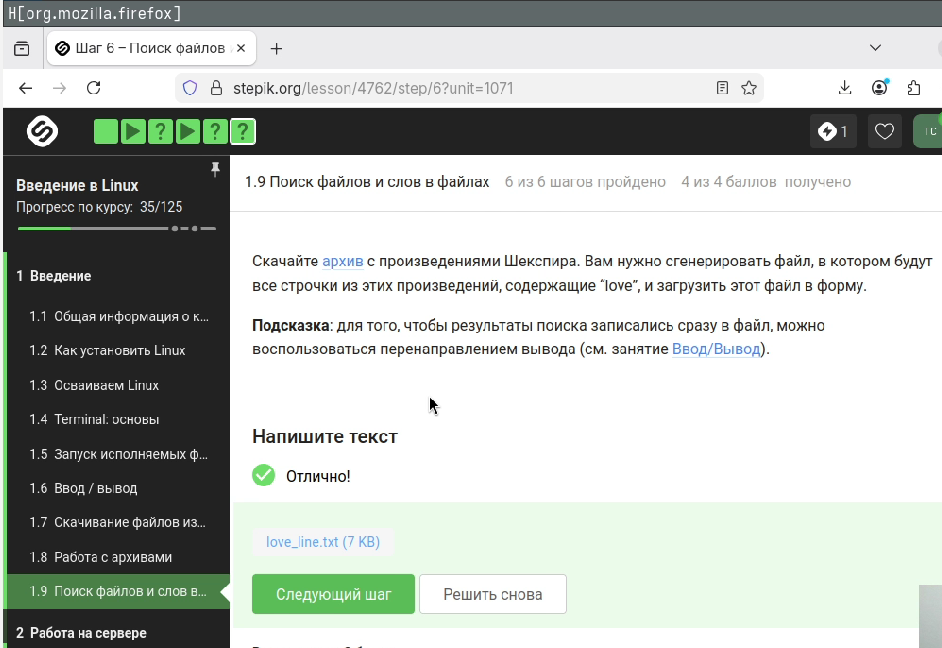 H[org.mozilla.firefox]
Шаг 6 – Поиск файлов
stepik.org/lesson/4762/step/6?unit=1071
? ? ?
1
TC
Введение в Linux
Прогресс по курсу: 35/125
1 Введение
1.1 Общая информация о к...
1.2 Как установить Linux
1.3 Осваиваем Linux
1.4 Terminal: основы
1.5 Запуск исполняемых ф...
1.6 Ввод / вывод
1.7 Скачивание файлов из...
1.8 Работа с архивами
1.9 Поиск файлов и слов в...
2 Работа на сервере
1.9 Поиск файлов и слов в файлах 6 из 6 шагов пройдено 4 из 4 баллов получено
Скачайте архив с произведениями Шекспира. Вам нужно сгенерировать файл, в котором будут
все строчки из этих произведений, содержащие "love", и загрузить этот файл в форму.
Подсказка: для того, чтобы результаты поиска записались сразу в файл, можно
воспользоваться перенаправлением вывода (см. занятие Ввод/Вывод).
Напишите текст
Отлично!
love_line.txt (7 KB)
Следующий шаг
Решить снова